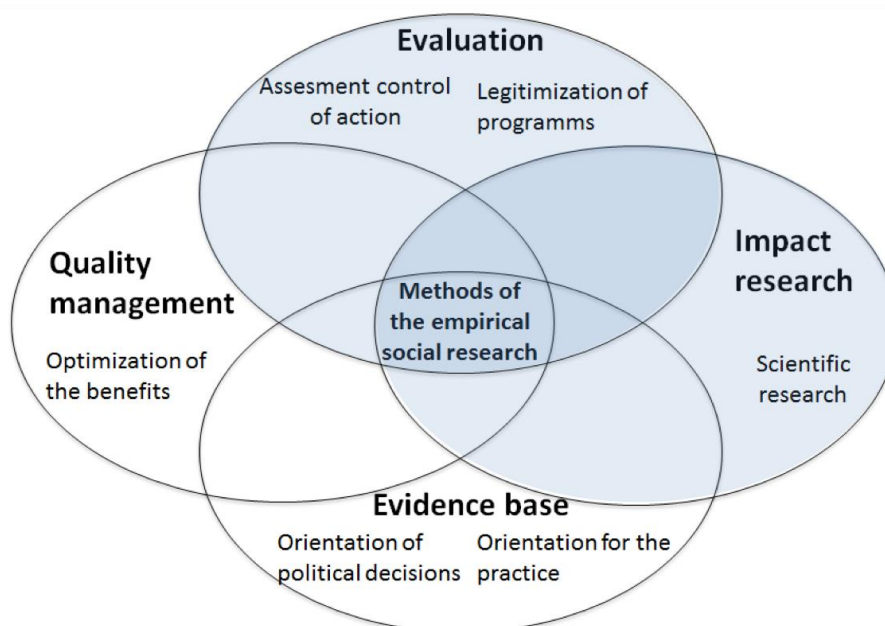 Evaluation
Assesment control
of action
Legitimization of
programms
Quality
management
Optimization of
the benefits
Methods of
the empirical
social research
Impact
research
Scientific
research
Evidence base
Orientation of
political decisions
Orientation for the
practice